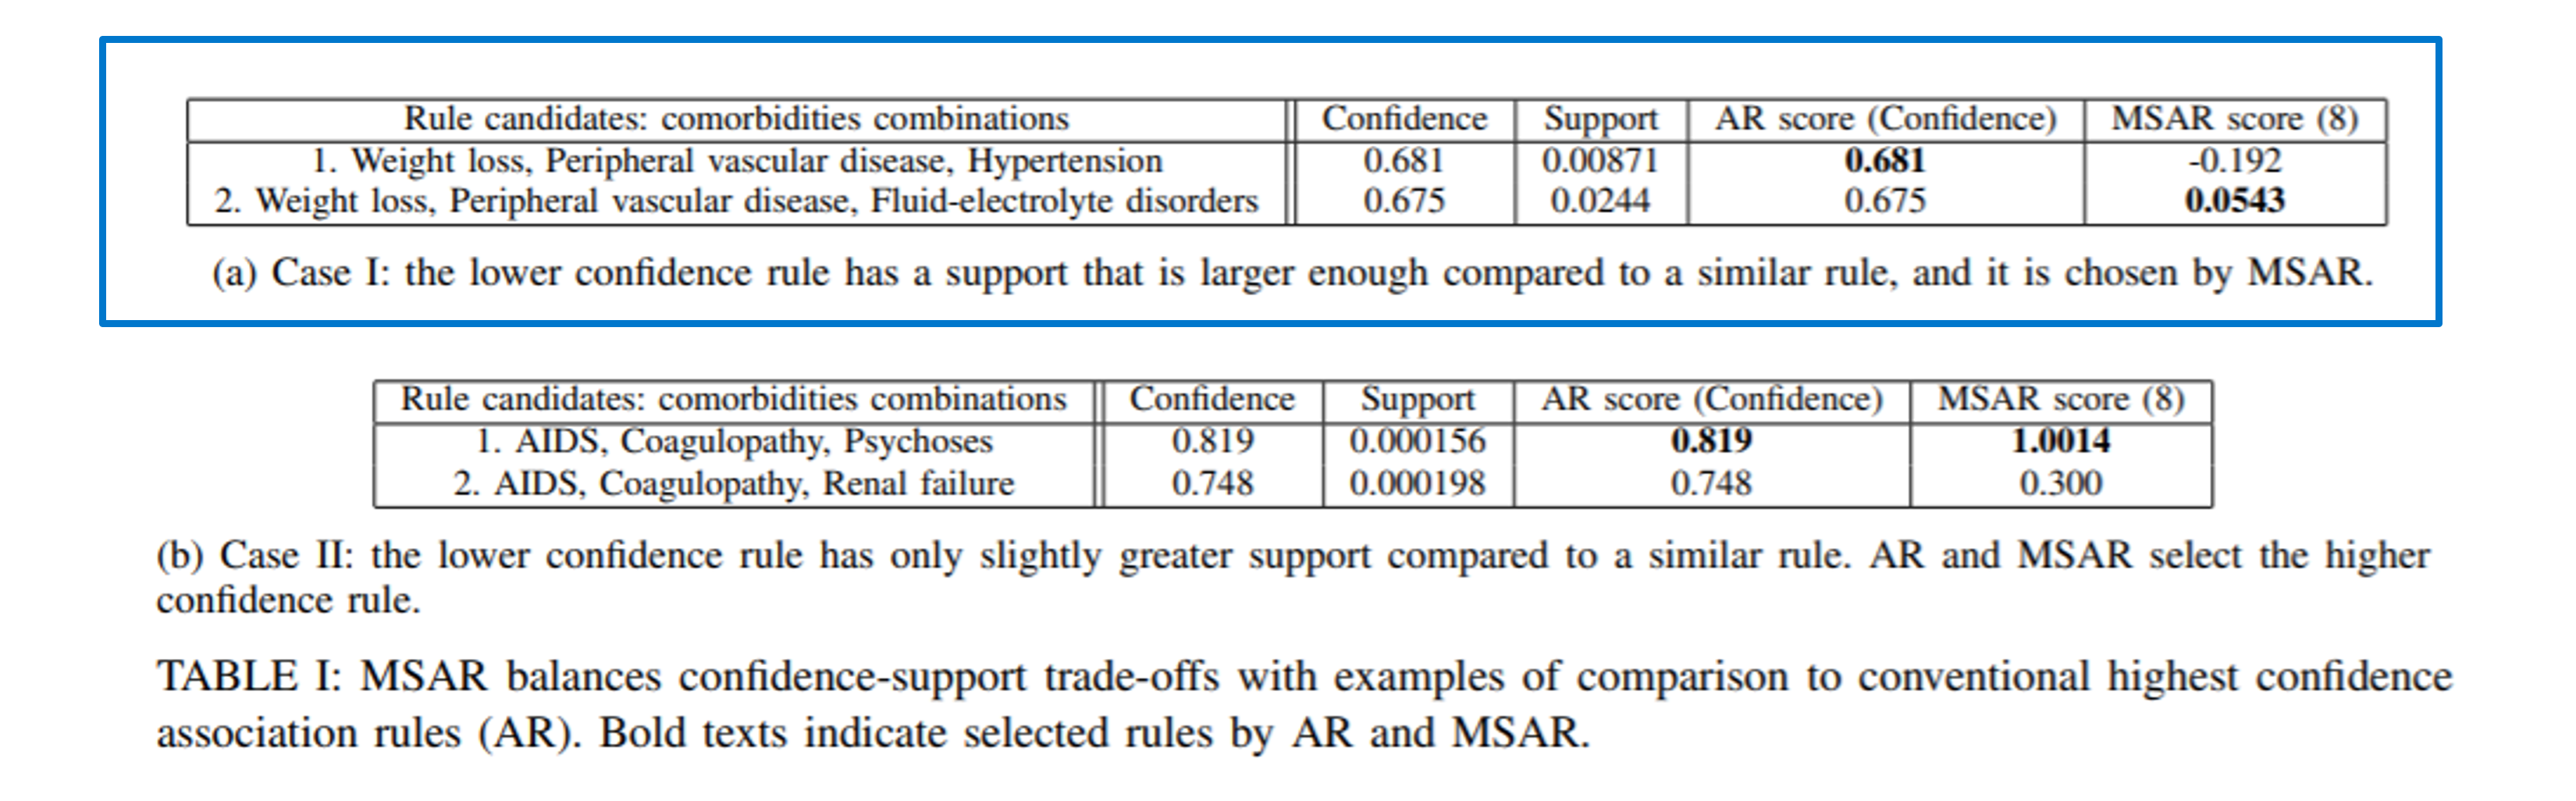 Rule candidates: comorbidities combinations Confidence Support AR score (Confidence) MSAR score (8)
1. Weight loss, Peripheral vascular disease, Hypertension 0.681 0.00871 0.681 -0.192
2. Weight loss, Peripheral vascular disease, Fluid-electrolyte disorders 0.675 0.0244 0.675 0.0543
(a) Case I: the lower confidence rule has a support that is larger enough compared to a similar rule, and it is chosen by MSAR.
Rule candidates: comorbidities combinations Confidence Support AR score (Confidence) MSAR score (8)
1. AIDS, Coagulopathy, Psychoses 0.819 0.000156 0.819 1.0014
2. AIDS, Coagulopathy, Renal failure 0.748 0.000198 0.748 0.300
(b) Case II: the lower confidence rule has only slightly greater support compared to a similar rule. AR and MSAR select the higher
confidence rule.
TABLE I: MSAR balances confidence-support trade-offs with examples of comparison to conventional highest confidence
association rules (AR). Bold texts indicate selected rules by AR and MSAR.